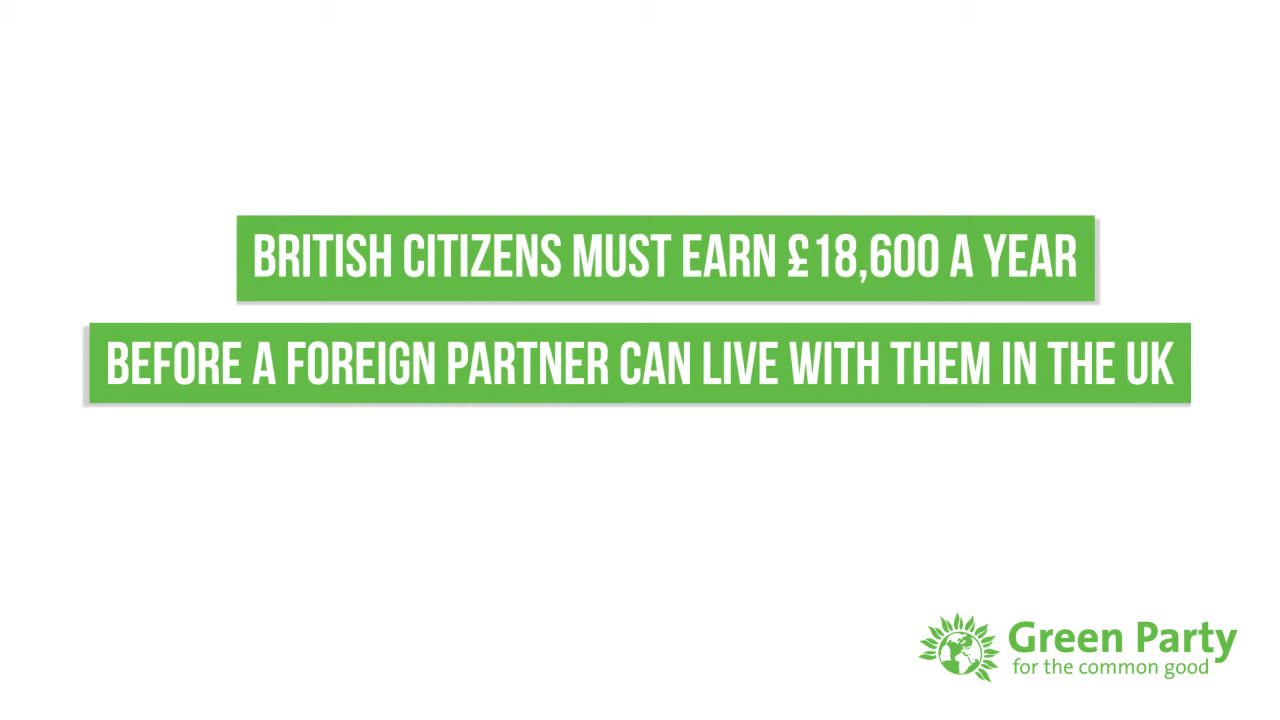 BRITISH CITIZENS MUST EARN £18,600 A YEAR
BEFORE A FOREIGN PARTNER CAN LIVE WITH THEM IN THE UK
Green Party
for the common good